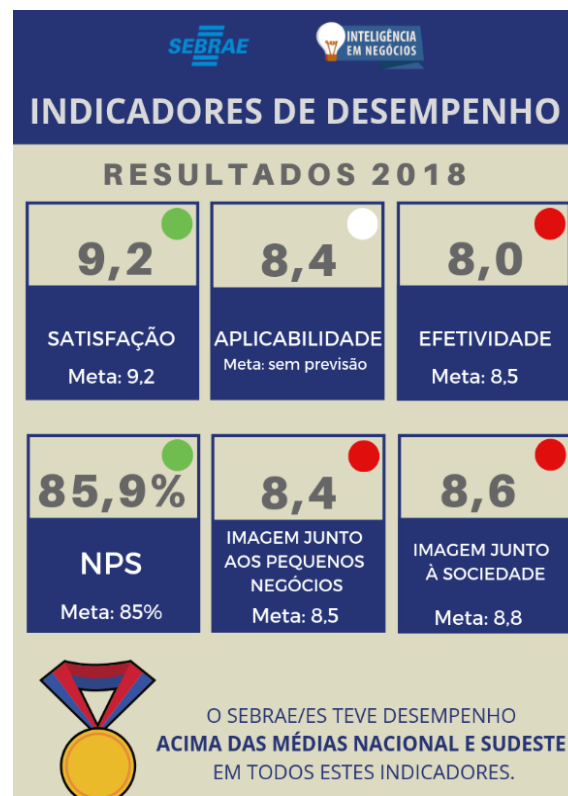 SEBRAE
INTELIGÊNCIA
EM NEGÓCIOS
INDICADORES DE DESEMPENHO
RESULTADOS 2018
9,2
SATISFAÇÃO
Meta: 9,2
8,4
APLICABILIDADE
Meta: sem previsão
8,0
EFETIVIDADE
Meta: 8,5
85,9%
NPS
Meta: 85%
8,4
IMAGEM JUNTO
AOS PEQUENOS
NEGÓCIOS
Meta: 8,5
8,6
IMAGEM JUNTO
À SOCIEDADE
Meta: 8,8
O SEBRAE/ES TEVE DESEMPENHO
ACIMA DAS MÉDIAS NACIONAL E SUDESTE
EM TODOS ESTES INDICADORES.